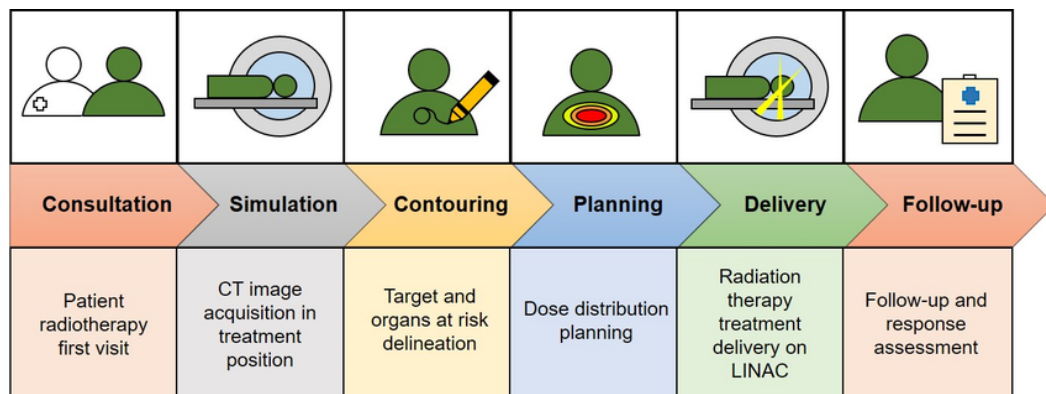 Consultation
Simulation
Contouring
Planning
Delivery
Follow-up
Patient
radiotherapy
first visit
CT image
acquisition in
treatment
position
Target and
organs at risk
delineation
Dose distribution
planning
Radiation
therapy
treatment
delivery on
LINAC
Follow-up and
response
assessment